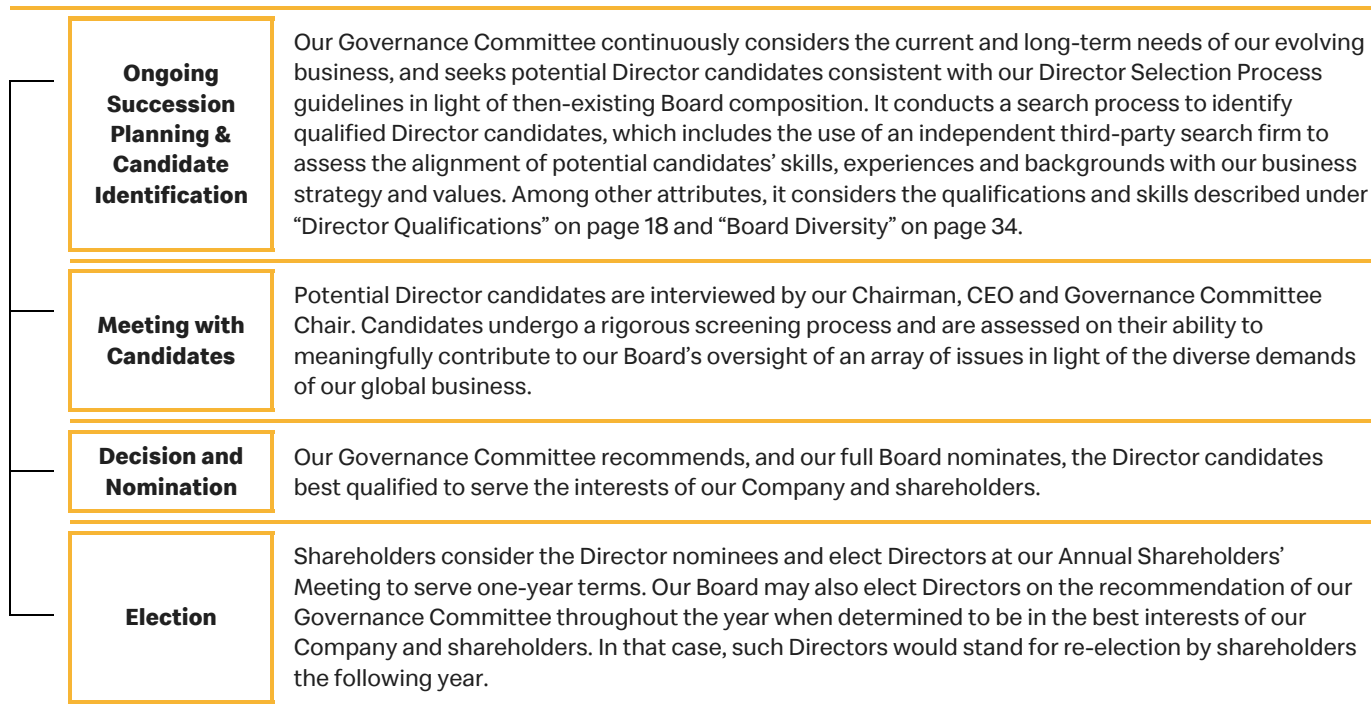 Ongoing
Succession
Planning &
Candidate
Identification
Our Governance Committee continuously considers the current and long-term needs of our evolving
business, and seeks potential Director candidates consistent with our Director Selection Process
guidelines in light of then-existing Board composition. It conducts a search process to identify
qualified Director candidates, which includes the use of an independent third-party search firm to
assess the alignment of potential candidates’ skills, experiences and backgrounds with our business
strategy and values. Among other attributes, it considers the qualifications and skills described under
“Director Qualifications” on page 18 and “Board Diversity” on page 34.
Meeting with
Candidates
Potential Director candidates are interviewed by our Chairman, CEO and Governance Committee
Chair. Candidates undergo a rigorous screening process and are assessed on their ability to
meaningfully contribute to our Board’s oversight of an array of issues in light of the diverse demands
of our global business.
Decision and
Nomination
Our Governance Committee recommends, and our full Board nominates, the Director candidates
best qualified to serve the interests of our Company and shareholders.
Election
Shareholders consider the Director nominees and elect Directors at our Annual Shareholders’
Meeting to serve one-year terms. Our Board may also elect Directors on the recommendation of our
Governance Committee throughout the year when determined to be in the best interests of our
Company and shareholders. In that case, such Directors would stand for re-election by shareholders
the following year.